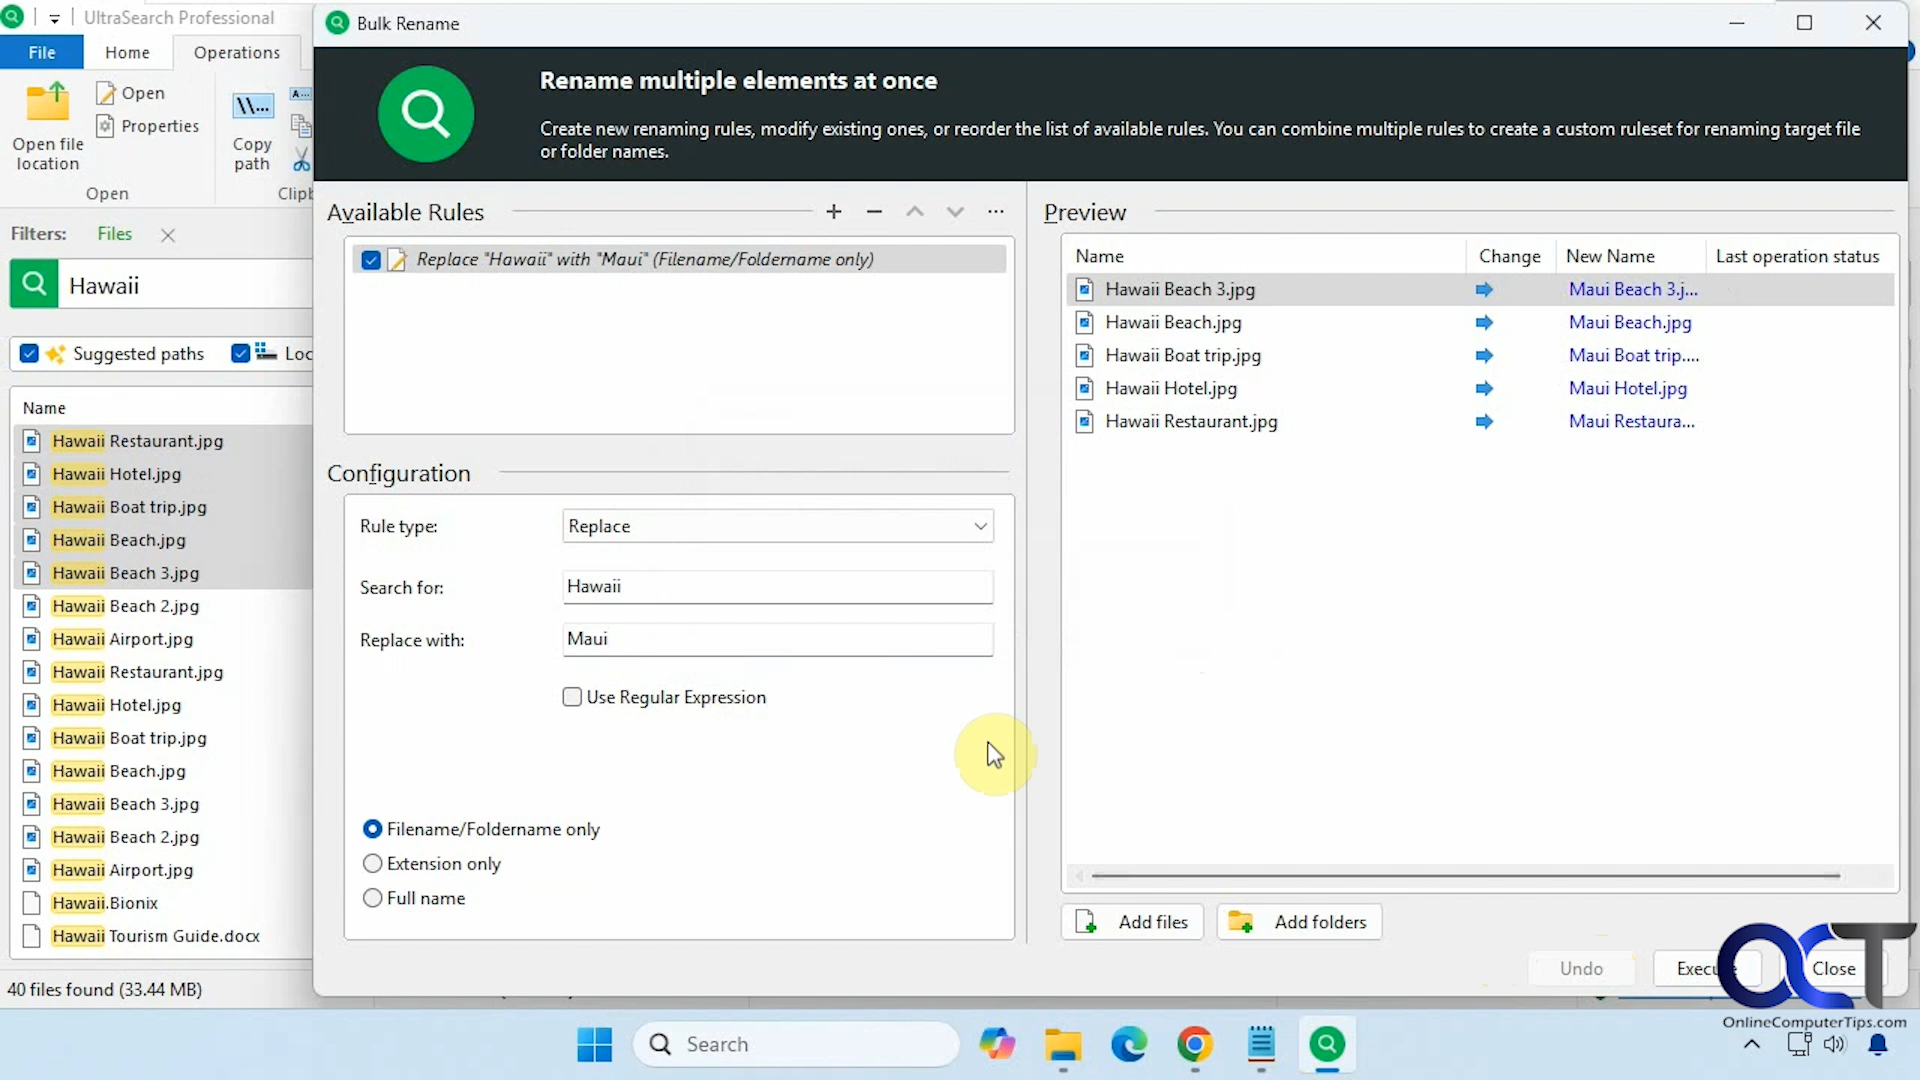 UltraSearch Professional
File
Home
Operations
Open file
location
Open
Properties
Copy
path
Open
Clipb
Filters:
Files
Hawaii
Suggested paths
Loc
Name
Hawaii Restaurant.jpg
Hawaii Hotel.jpg
Hawaii Boat trip.jpg
Hawaii Beach.jpg
Hawaii Beach 3.jpg
Hawaii Beach 2.jpg
Hawaii Airport.jpg
Hawaii Restaurant.jpg
Hawaii Hotel.jpg
Hawaii Boat trip.jpg
Hawaii Beach.jpg
Hawaii Beach 3.jpg
Hawaii Beach 2.jpg
Hawaii Airport.jpg
Hawaii.Bionix
Hawaii Tourism Guide.docx
40 files found (33.44 MB)
Bulk Rename
Rename multiple elements at once
Create new renaming rules, modify existing ones, or reorder the list of available rules. You can combine multiple rules to create a custom ruleset for renaming target file
or folder names.
Available Rules
Replace "Hawaii" with "Maui" (Filename/Foldername only)
Configuration
Rule type:
Replace
Search for:
Hawaii
Replace with:
Maui
Use Regular Expression
Filename/Foldername only
Extension only
Full name
Preview
Name Change New Name Last operation status
Hawaii Beach 3.jpg Maui Beach 3.j...
Hawaii Beach.jpg Maui Beach.jpg
Hawaii Boat trip.jpg Maui Boat trip....
Hawaii Hotel.jpg Maui Hotel.jpg
Hawaii Restaurant.jpg Maui Restaura...
Add files
Add folders
Undo
Execu
Close
OCT
OnlineComputerTips.com
Search